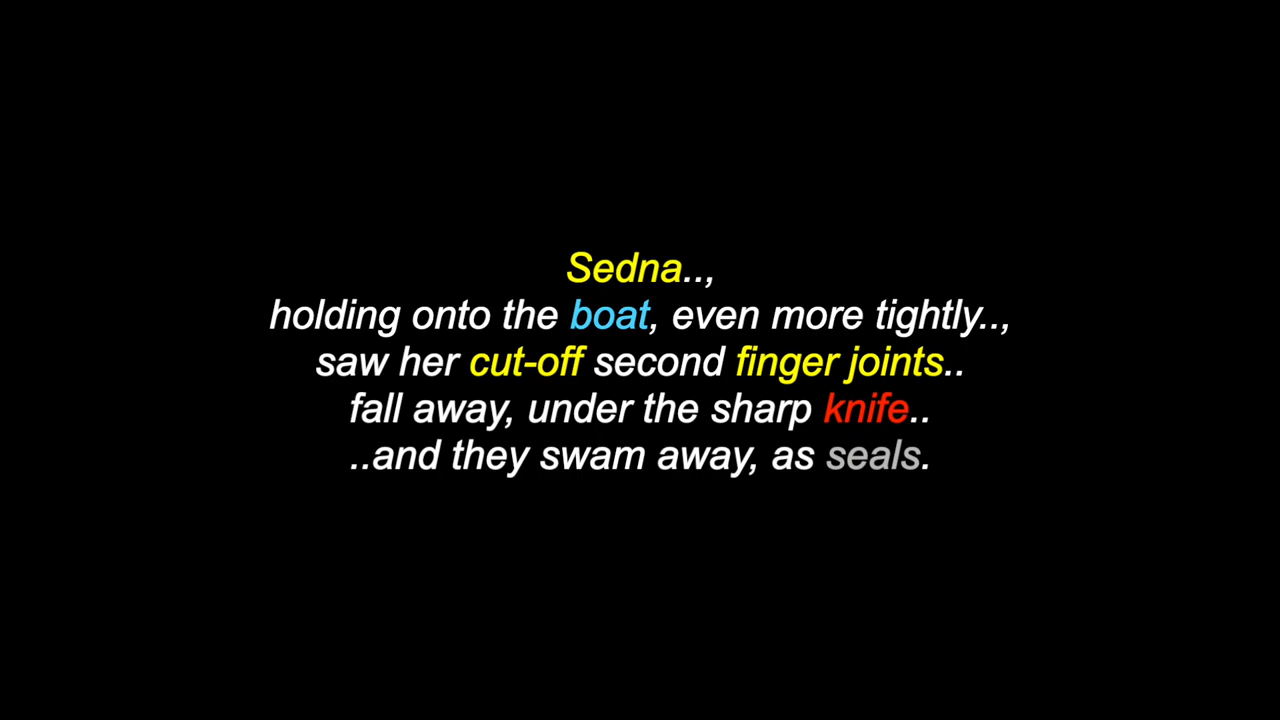 Sedna..,
holding onto the boat, even more tightly..,
saw her cut-off second finger joints..
fall away, under the sharp knife..
..and they swam away, as seals.